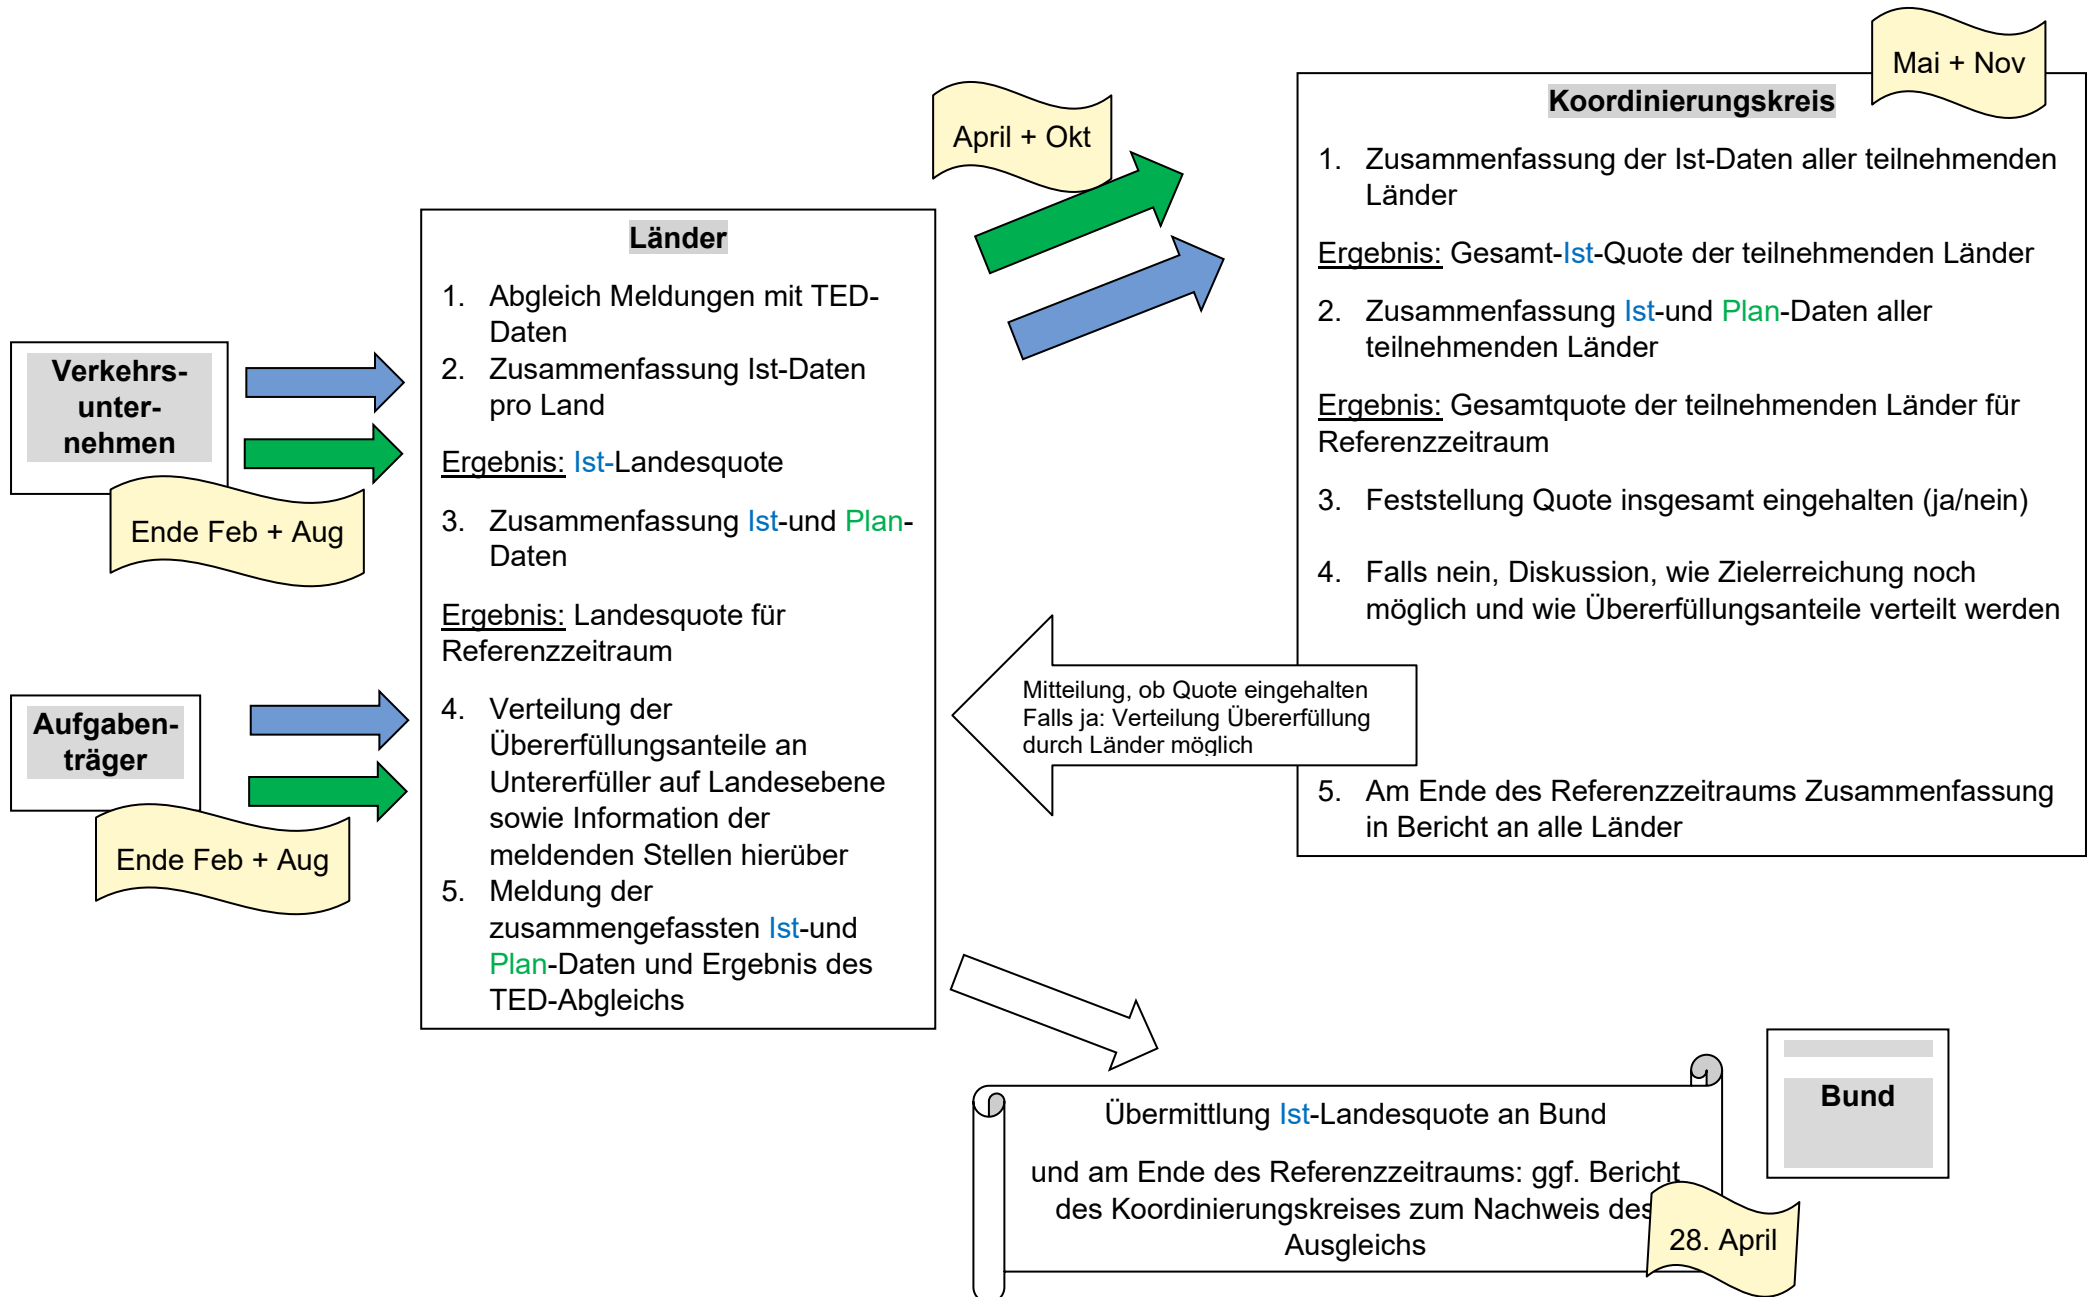 Verkehrs-
unter-
nehmen
Ende Feb + Aug
Aufgaben-
träger
Ende Feb + Aug
Länder
1. Abgleich Meldungen mit TED-
Daten
2. Zusammenfassung Ist-Daten
pro Land
Ergebnis: Ist-Landesquote
3. Zusammenfassung Ist-und Plan-
Daten
Ergebnis: Landesquote für
Referenzzeitraum
4. Verteilung der
Übererfüllungsanteile an
Untererfüller auf Landesebene
sowie Information der
meldenden Stellen hierüber
5. Meldung der
zusammengefassten Ist-und
Plan-Daten und Ergebnis des
TED-Abgleichs
April + Okt
Mai + Nov
Koordinierungskreis
1. Zusammenfassung der Ist-Daten aller teilnehmenden
Länder
Ergebnis: Gesamt-Ist-Quote der teilnehmenden Länder
2. Zusammenfassung Ist-und Plan-Daten aller
teilnehmenden Länder
Ergebnis: Gesamtquote der teilnehmenden Länder für
Referenzzeitraum
3. Feststellung Quote insgesamt eingehalten (ja/nein)
4. Falls nein, Diskussion, wie Zielerreichung noch
möglich und wie Übererfüllungsanteile verteilt werden
Mitteilung, ob Quote eingehalten
Falls ja: Verteilung Übererfüllung
durch Länder möglich
5. Am Ende des Referenzzeitraums Zusammenfassung
in Bericht an alle Länder
Bund
Übermittlung Ist-Landesquote an Bund
und am Ende des Referenzzeitraums: ggf. Bericht
des Koordinierungskreises zum Nachweis des
Ausgleichs
28. April